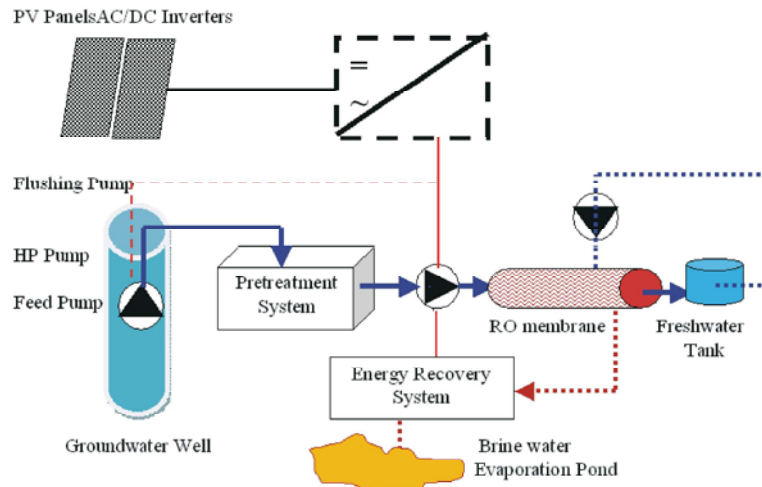 PV PanelsAC/DC Inverters
=
~
Flushing Pump
HP Pump
Feed Pump
Pretreatment
System
RO membrane
Freshwater
Tank
Energy Recovery
System
Groundwater Well
Brine water
Evaporation Pond